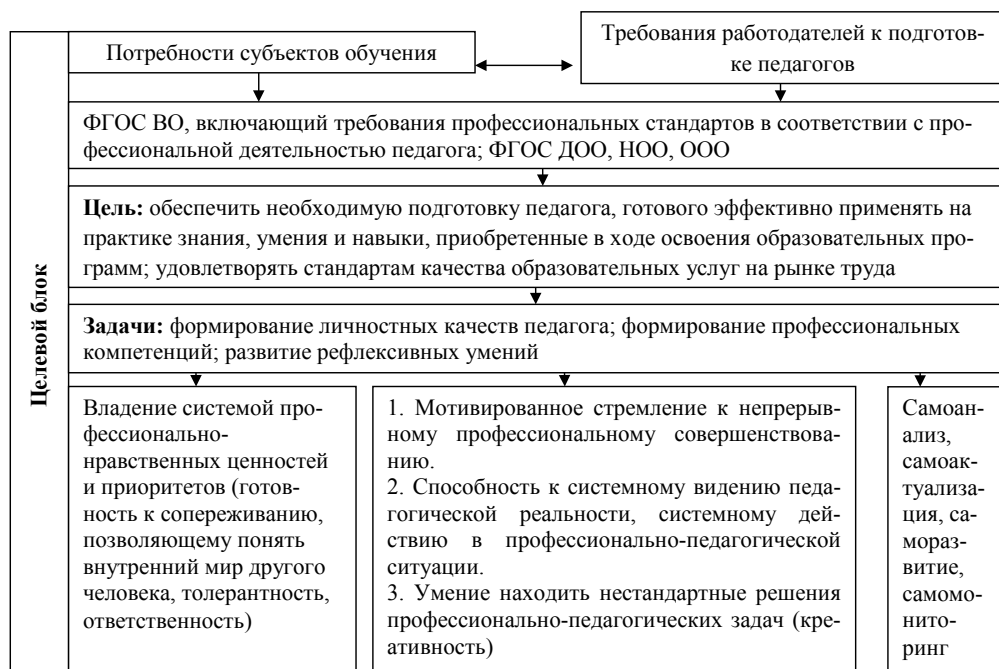 Целевой блок
Потребности субъектов обучения
Требования работодателей к подготов-
ке педагогов
ФГОС ВО, включающий требования профессиональных стандартов в соответствии с про-
фессиональной деятельностью педагога; ФГОС ДОО, НОО, ООО
Цель: обеспечить необходимую подготовку педагога, готового эффективно применять на
практике знания, умения и навыки, приобретенные в ходе освоения образовательных про-
грамм; удовлетворять стандартам качества образовательных услуг на рынке труда
Задачи: формирование личностных качеств педагога; формирование профессиональных
компетенций; развитие рефлексивных умений
Владение системой про-
фессионально-
нравственных ценностей
и приоритетов (готов-
ность к сопереживанию,
позволяющему понять
внутренний мир другого
человека, толерантность,
ответственность)
1. Мотивированное стремление к непрерыв-
ному профессиональному совершенствова-
нию.
2. Способность к системному видению педа-
гогической реальности, системному дей-
ствию в профессионально-педагогической
ситуации.
3. Умение находить нестандартные решения
профессионально-педагогических задач (кре-
ативность)
Самоан-
ализ,
самоак-
туализа-
ция, са-
мораз-
витие,
самомо-
нито-
ринг